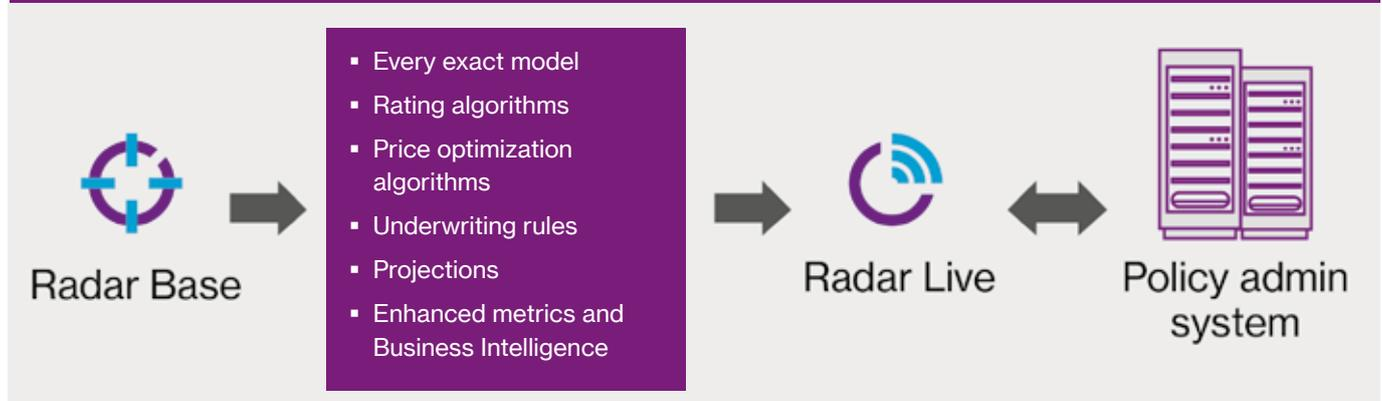 Radar Base
▪ Every exact model
▪ Rating algorithms
▪ Price optimization
algorithms
▪ Underwriting rules
▪ Projections
▪ Enhanced metrics and
Business Intelligence
Radar Live
Policy admin
system